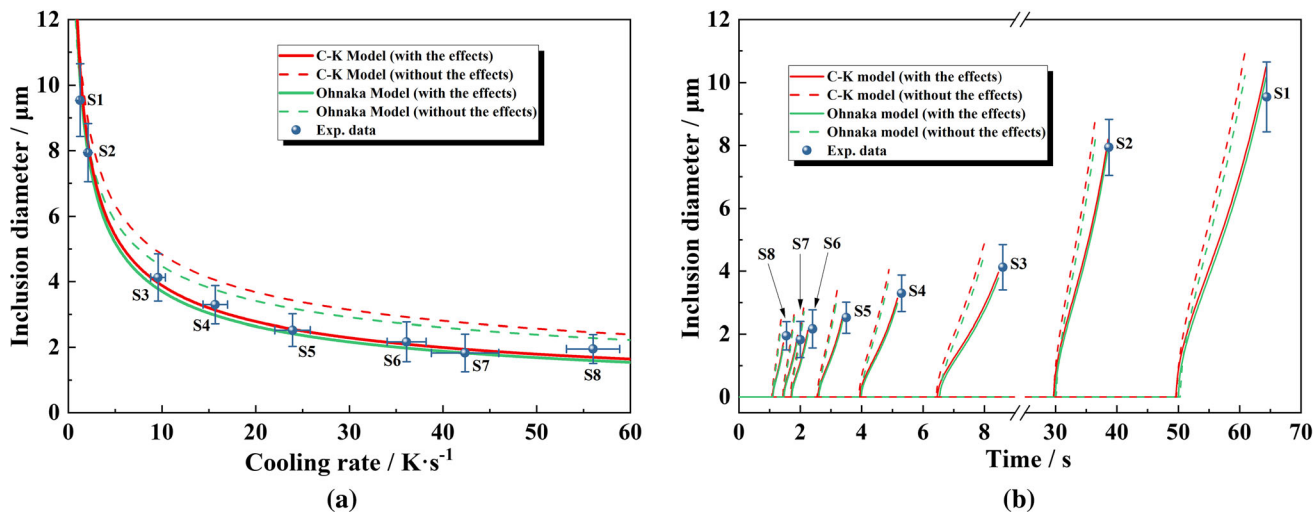 12
10
8
6
4
2
0
Inclusion diameter / μm
C-K Model (with the effects)
C-K Model (without the effects)
Ohnaka Model (with the effects)
Ohnaka Model (without the effects)
Exp. data
S1
S2
S3
S4
S5
S6
S7
S8
0
10
20
30
40
50
60
Cooling rate / K·s⁻¹
(a)
12
10
8
6
4
2
0
Inclusion diameter / μm
C-K model (with the effects)
C-K model (without the effects)
Ohnaka model (with the effects)
Ohnaka model (without the effects)
Exp. data
S8
S7
S6
S5
S4
S3
S2
S1
0
2
4
6
8
30
40
50
60
70
Time / s
(b)